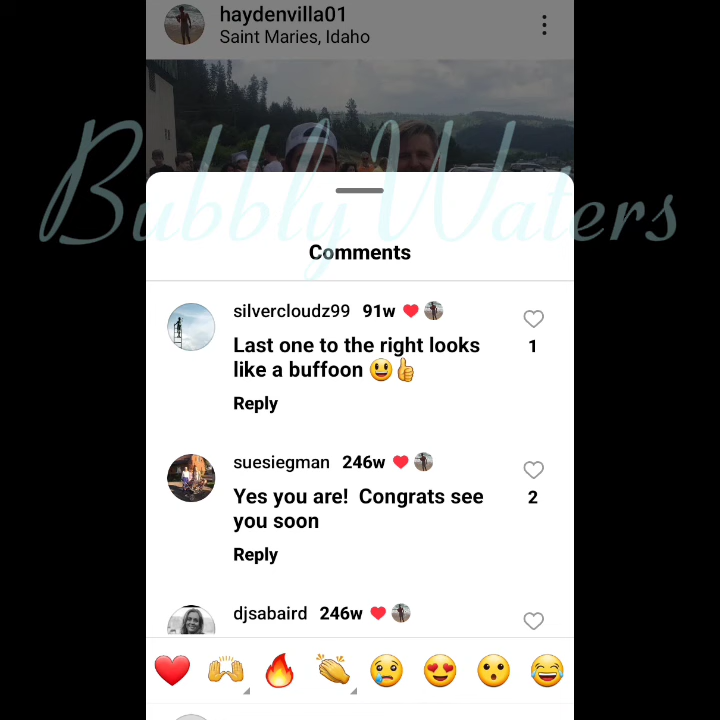 haydenvilla01
Saint Maries, Idaho
Bubbly Waters
Comments
silvercloudz99 91w
Last one to the right looks
like a buffoon 😃👍
1
Reply
suesiegman 246w
Yes you are! Congrats see
you soon
2
Reply
djsabaird 246w